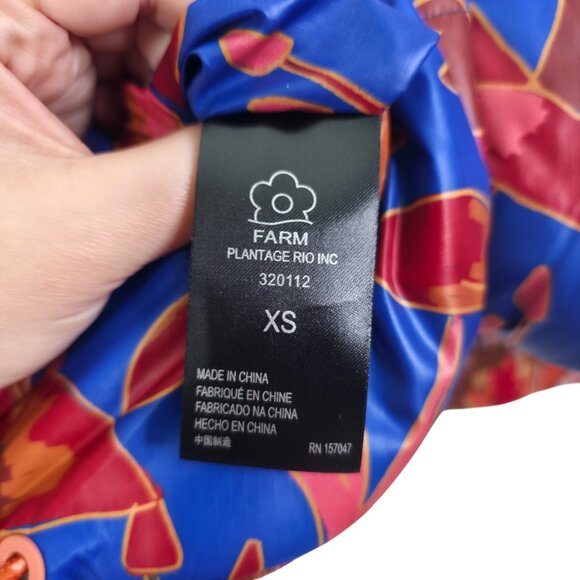 FARM
PLANTAGE RIO INC
320112
XS
MADE IN CHINA
FABRIQUÉ EN CHINE
FABRICADO NA CHINA
HECHO EN CHINA
中国制造
RN 157047